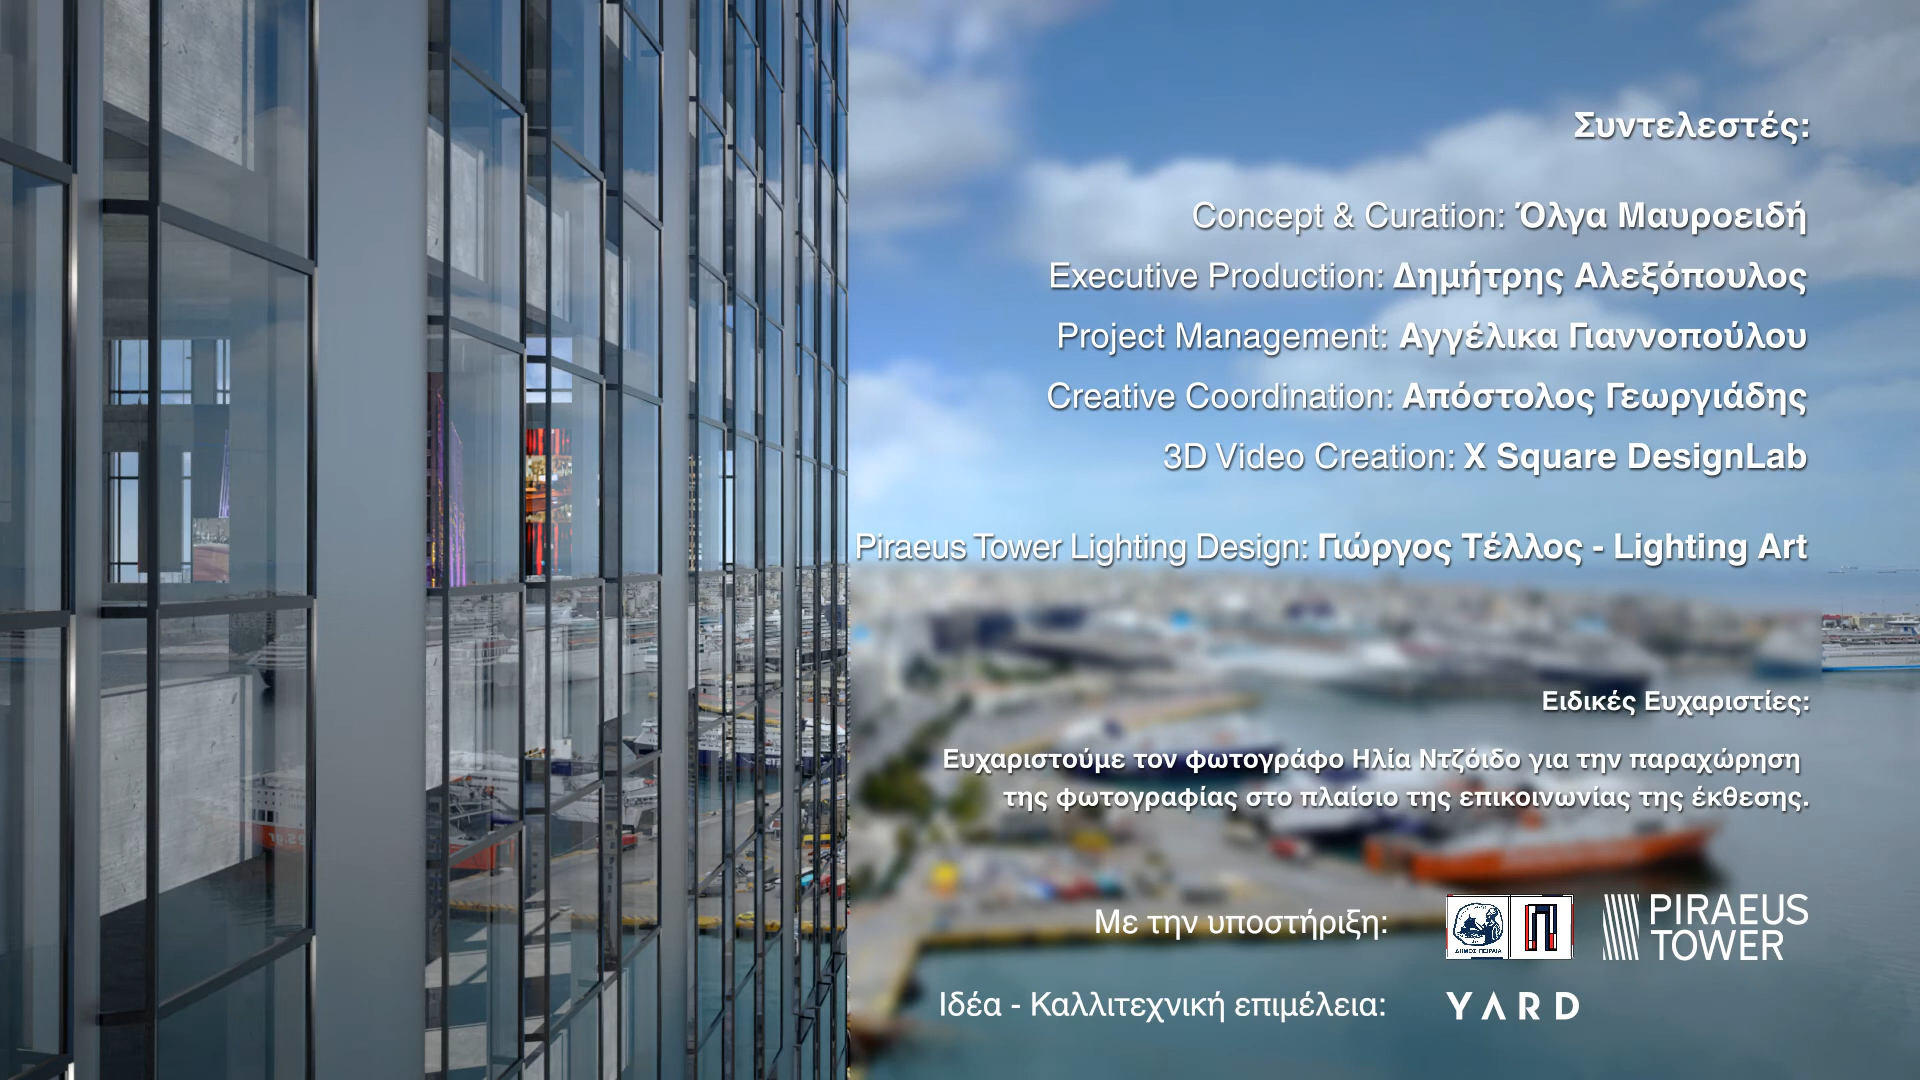 Συντελεστές:
Concept & Curation: Όλγα Μαυροειδή
Executive Production: Δημήτρης Αλεξόπουλος
Project Management: Αγγέλικα Γιαννοπούλου
Creative Coordination: Απόστολος Γεωργιάδης
3D Video Creation: X Square DesignLab
Piraeus Tower Lighting Design: Γιώργος Τέλλος - Lighting Art
Ειδικές Ευχαριστίες:
Ευχαριστούμε τον φωτογράφο Ηλία Ντζόιδο για την παραχώρηση
της φωτογραφίας στο πλαίσιο της επικοινωνίας της έκθεσης.
Με την υποστήριξη:
ΔΗΜΟΣ ΠΕΙΡΑΙΑ
PIRAEUS
TOWER
Ιδέα - Καλλιτεχνική επιμέλεια:
YARD